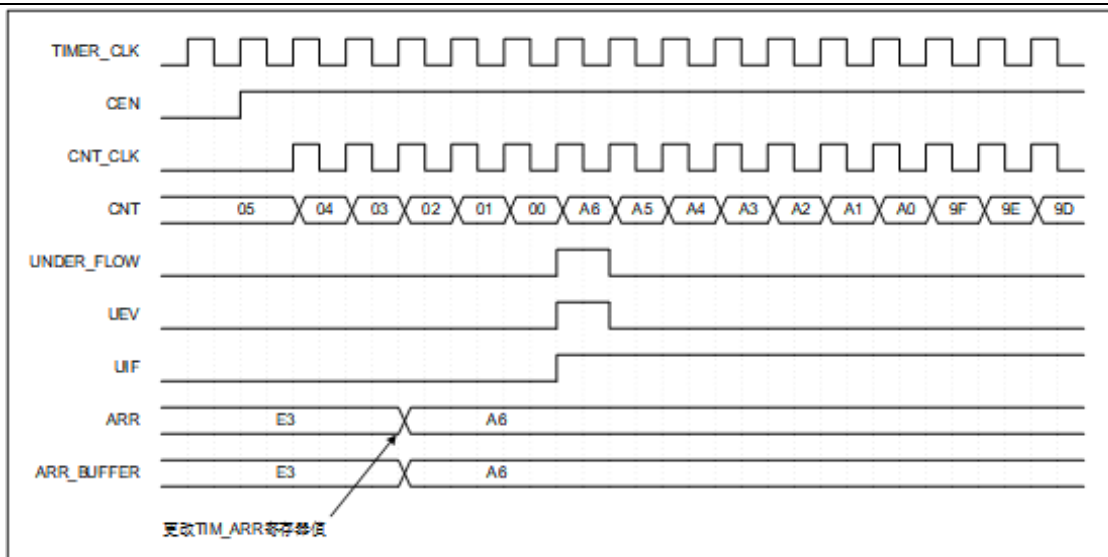 TIMER_CLK
CEN
CNT_CLK
CNT 05 04 03 02 01 00 A6 A5 A4 A3 A2 A1 A0 9F 9E 9D
UNDER_FLOW
UEV
UIF
ARR E3 A6
ARR_BUFFER E3 A6
更改TIM_ARR寄存器值